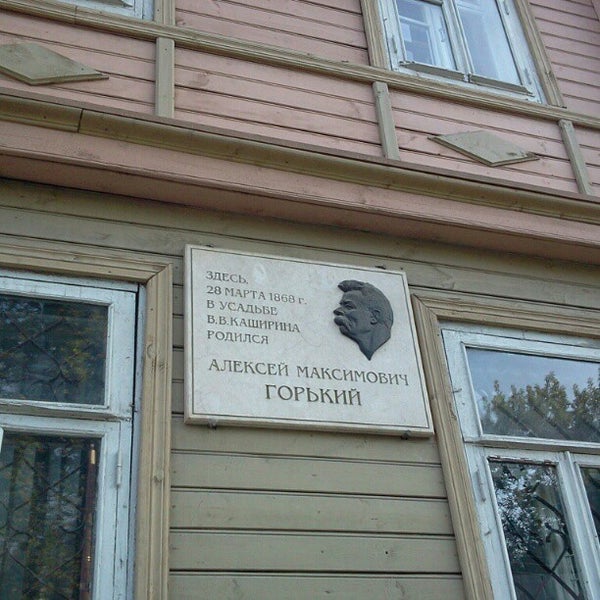 ЗДЕСЬ,
28 МАРТА 1868 г.
В УСАДЬБЕ
В.В.КАШИРИНА
РОДИЛСЯ
АЛЕКСЕЙ МАКСИМОВИЧ
ГОРЬКИЙ